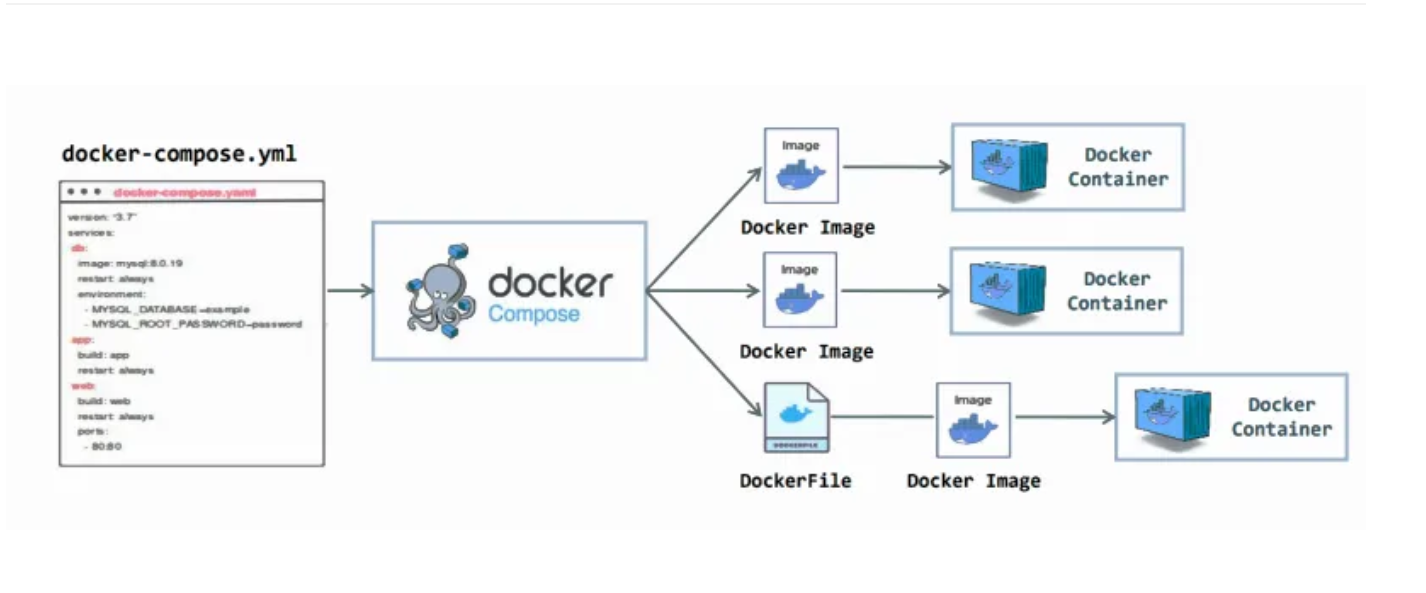 docker-compose.yml
docker-compose.yaml
version: "3.7"
services:
db:
image: mysql:8.0.19
restart: always
environment:
- MYSQL_DATABASE=example
- MYSQL_ROOT_PASSWORD=password
app:
build: app
restart: always
web:
build: web
restart: always
ports:
- 80:80
docker
Compose
Image
Docker Image
Docker
Container
Image
Docker Image
Docker
Container
DOCKERFILE
DockerFile
Image
Docker Image
Docker
Container